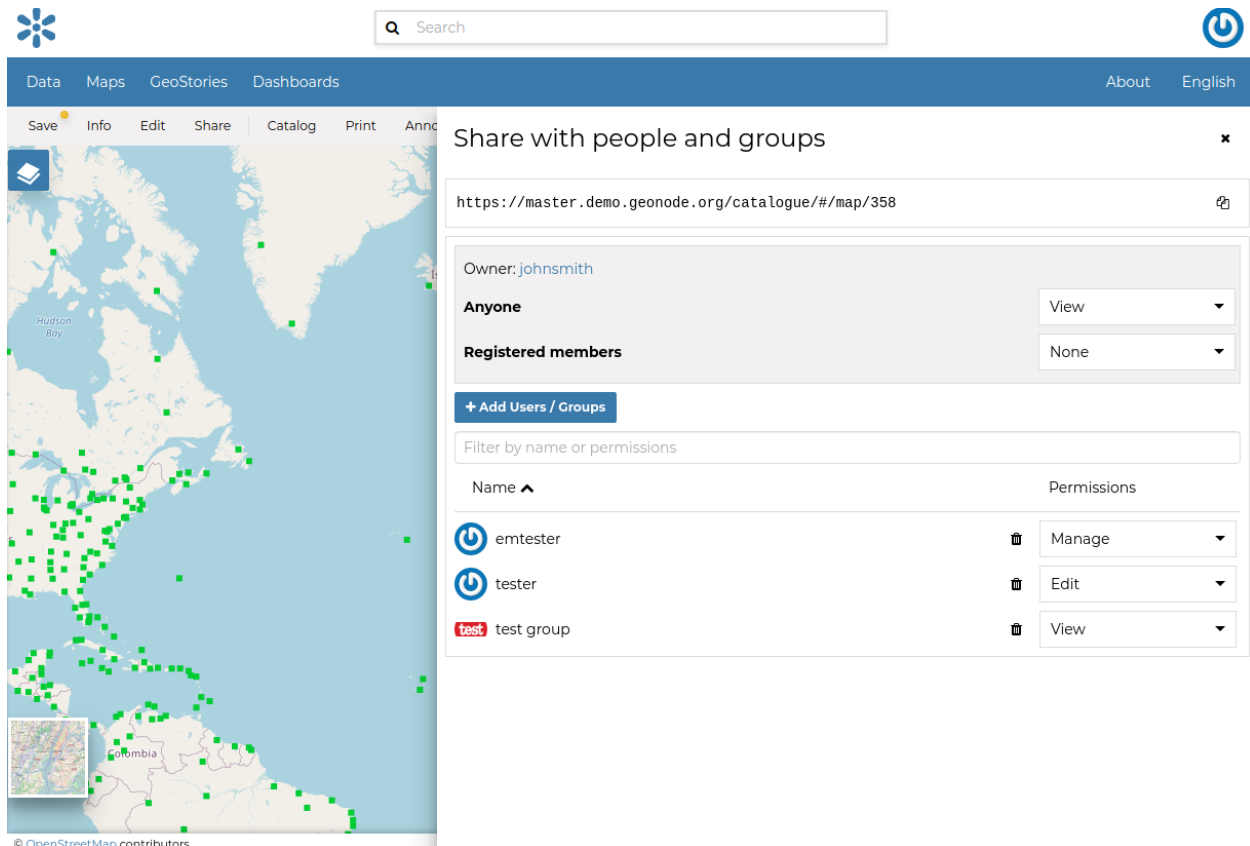 Search
Data Maps GeoStories Dashboards About English
Save Info Edit Share Catalog Print Anno
Share with people and groups
https://master.demo.geonode.org/catalogue/#/map/358
Owner: johnsmith
Anyone View
Registered members None
+ Add Users / Groups
Filter by name or permissions
Name Permissions
emtester Manage
tester Edit
test test group View
Hudson
Bay
Colombia
© OpenStreetMap contributors